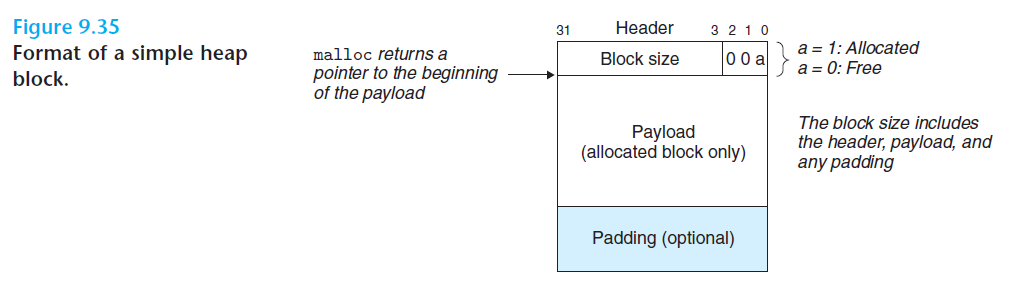 Figure 9.35
Format of a simple heap
block.
malloc returns a
pointer to the beginning
of the payload
31 Header 3 2 1 0
Block size 0 0 a
a = 1: Allocated
a = 0: Free
Payload
(allocated block only)
The block size includes
the header, payload, and
any padding
Padding (optional)